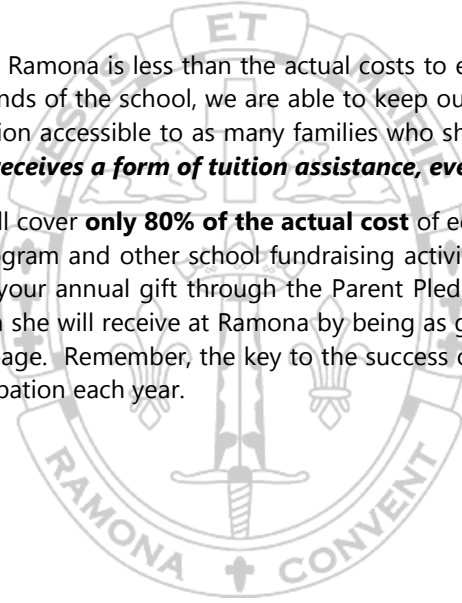 ET
Ramona is less than the actual costs to e
nds of the school, we are able to keep ou
ion accessible to as many families who sh
receives a form of tuition assistance, eve
ll cover only 80% of the actual cost of e
gram and other school fundraising activi
your annual gift through the Parent Pled
she will receive at Ramona by being as g
age. Remember, the key to the success
pation each year.
RAMONA CONVENT